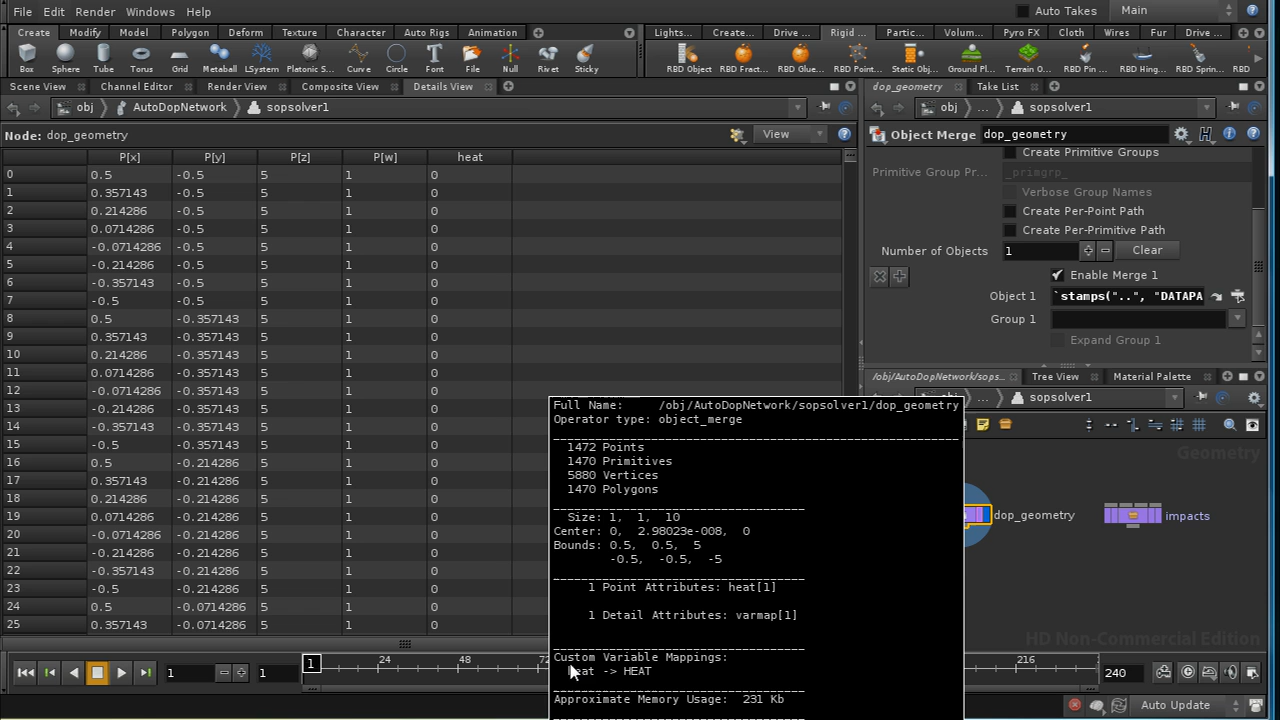 File Edit Render Windows Help Auto Takes Main
Create Modify Model Polygon Deform Texture Character Auto Rigs Animation Lights... Create... Drive ... Rigid ... Partic... Volum... Pyro FX Cloth Wires Fur Drive ...
Box Sphere Tube Torus Grid Metaball LSystem Platonic S... Curve Circle Font File Null Rivet Sticky RBD Object RBD Fract... RBD Glue... RBD Point... Static Obj... Ground Pl... Terrain O... RBD Pin ... RBD Hing... RBD Sprin... RBD
Scene View Channel Editor Render View Composite View Details View dop_geometry Take List
obj AutoDopNetwork sopsolver1 obj ... sopsolver1
Node: dop_geometry View Object Merge dop_geometry
P[x] P[y] P[z] P[w] heat
0 0.5 -0.5 5 1 0
1 0.357143 -0.5 5 1 0
2 0.214286 -0.5 5 1 0
3 0.0714286 -0.5 5 1 0
4 -0.0714286 -0.5 5 1 0
5 -0.214286 -0.5 5 1 0
6 -0.357143 -0.5 5 1 0
7 -0.5 -0.5 5 1 0
8 0.5 -0.357143 5 1 0
9 0.357143 -0.357143 5 1 0
10 0.214286 -0.357143 5 1 0
11 0.0714286 -0.357143 5 1 0
12 -0.0714286 -0.357143 5 1 0
13 -0.214286 -0.357143 5 1 0
14 -0.357143 -0.357143 5 1 0
15 -0.5 -0.357143 5 1 0
16 0.5 -0.214286 5 1 0
17 0.357143 -0.214286 5 1 0
18 0.214286 -0.214286 5 1 0
19 0.0714286 -0.214286 5 1 0
20 -0.0714286 -0.214286 5 1 0
21 -0.214286 -0.214286 5 1 0
22 -0.357143 -0.214286 5 1 0
23 -0.5 -0.214286 5 1 0
24 0.5 -0.0714286 5 1 0
25 0.357143 -0.0714286 5 1 0
Create Primitive Groups
Primitive Group Pr... _primgrp_
Verbose Group Names
Create Per-Point Path
Create Per-Primitive Path
Number of Objects 1 Clear
Enable Merge 1
Object 1 `stamps("..", "DATAPA
Group 1
Expand Group 1
/obj/AutoDopNetwork/sops... Tree View Material Palette
... sopsolver1
Geometry
dop_geometry impacts
HD Non-Commercial Edition
Full Name: /obj/AutoDopNetwork/sopsolver1/dop_geometry
Operator type: object_merge
1472 Points
1470 Primitives
5880 Vertices
1470 Polygons
Size: 1, 1, 10
Center: 0, 2.98023e-008, 0
Bounds: 0.5, 0.5, 5
-0.5, -0.5, -5
1 Point Attributes: heat[1]
1 Detail Attributes: varmap[1]
Custom Variable Mappings:
heat -> HEAT
Approximate Memory Usage: 231 Kb
1 1 1 24 48 216 240
Auto Update